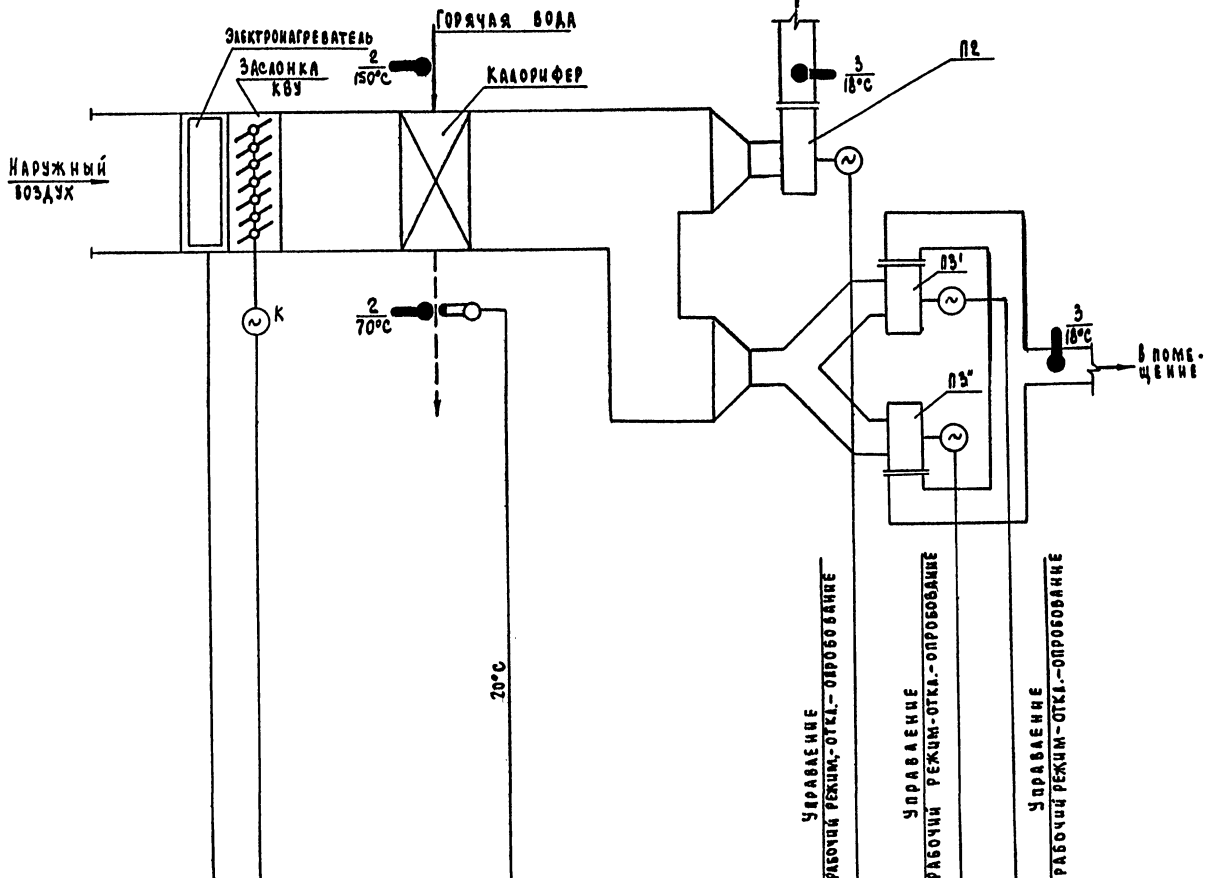 Горячая вода
Электронагреватель
2
150°С
Заслонка
КВУ
Калорифер
3
18°С
П2
Наружный
воздух
П3'
К
2
70°С
3
18°С
В поме-
щение
П3"
20°С
Управление
Рабочий режим.-откл.-опробование
Управление
Рабочий режим-откл.-опробование
Управление
Рабочий режим-откл.-опробование